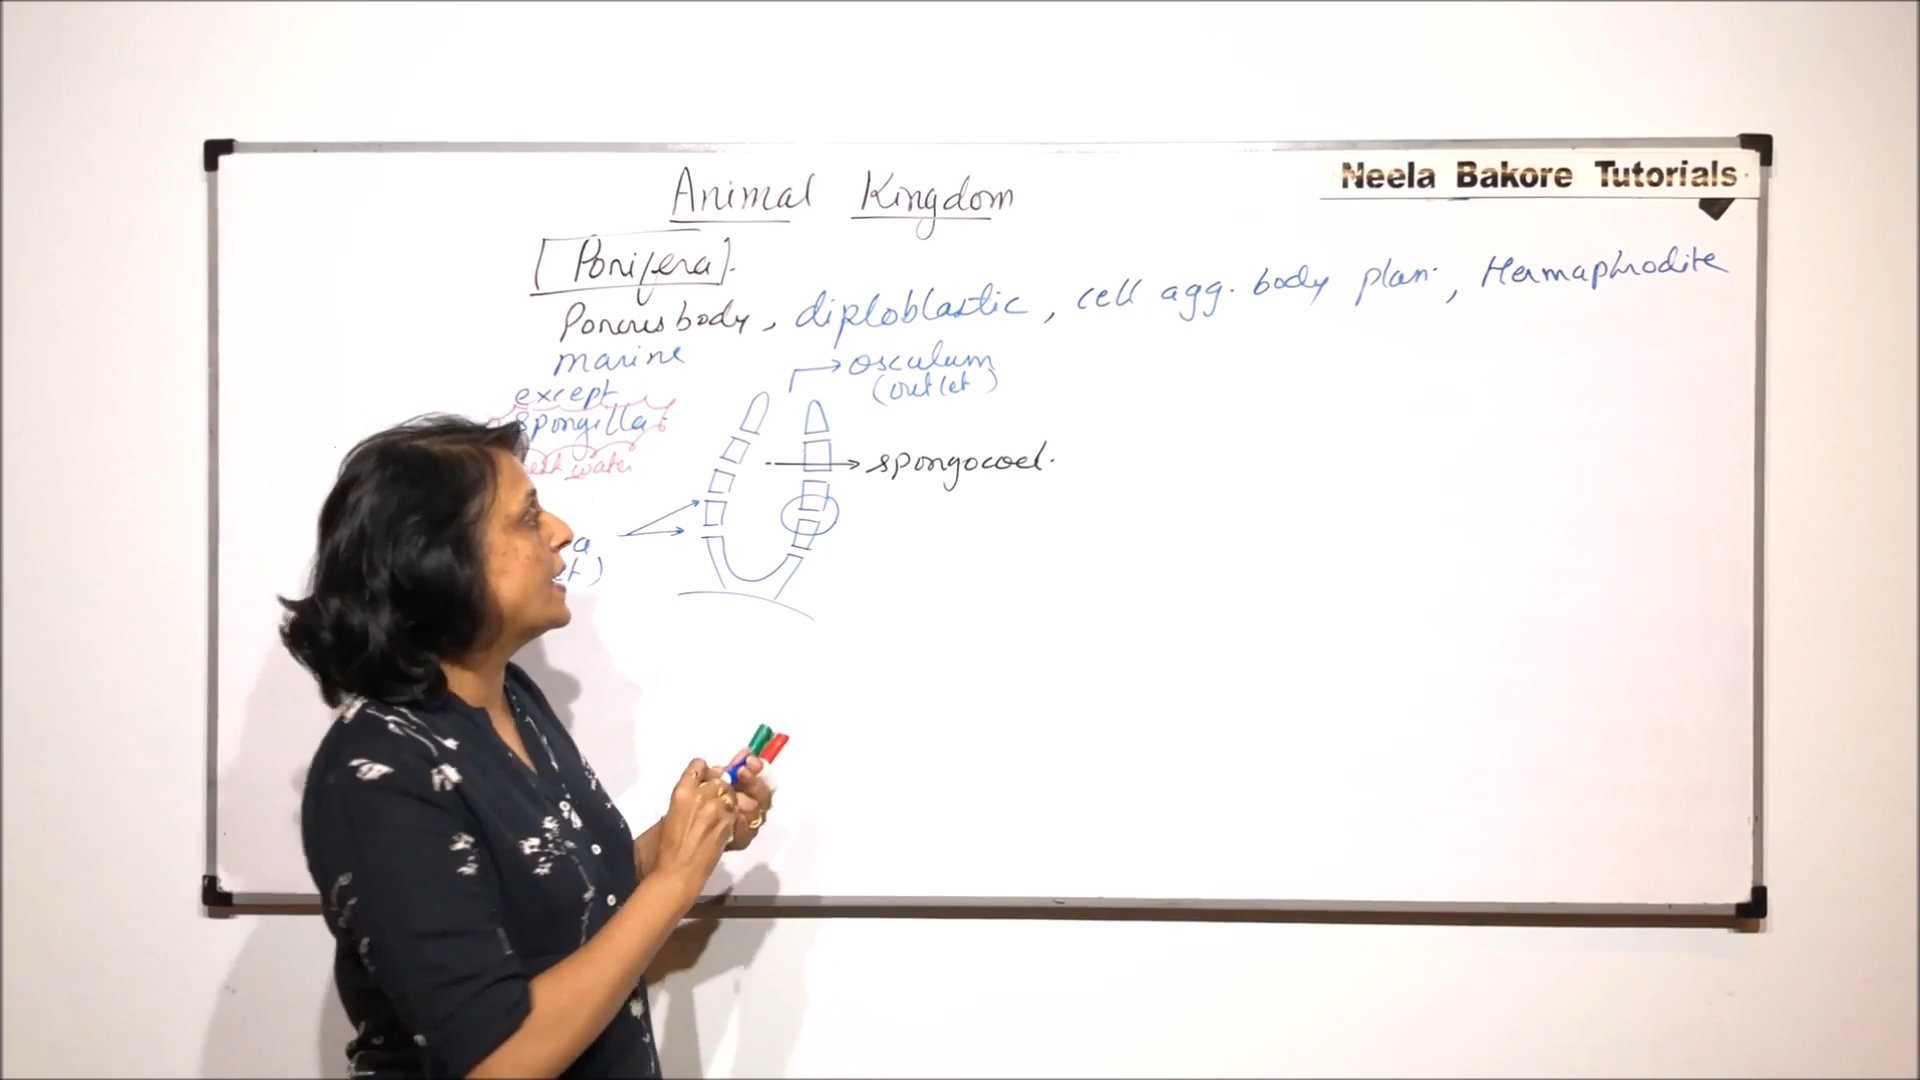 Neela Bakore Tutorials
Animal Kingdom
Porifera
Porous body, diploblastic, cell agg. body plan, Hermaphrodite
marine
except
spongilla
water
osculum
(outlet)
spongocoel.